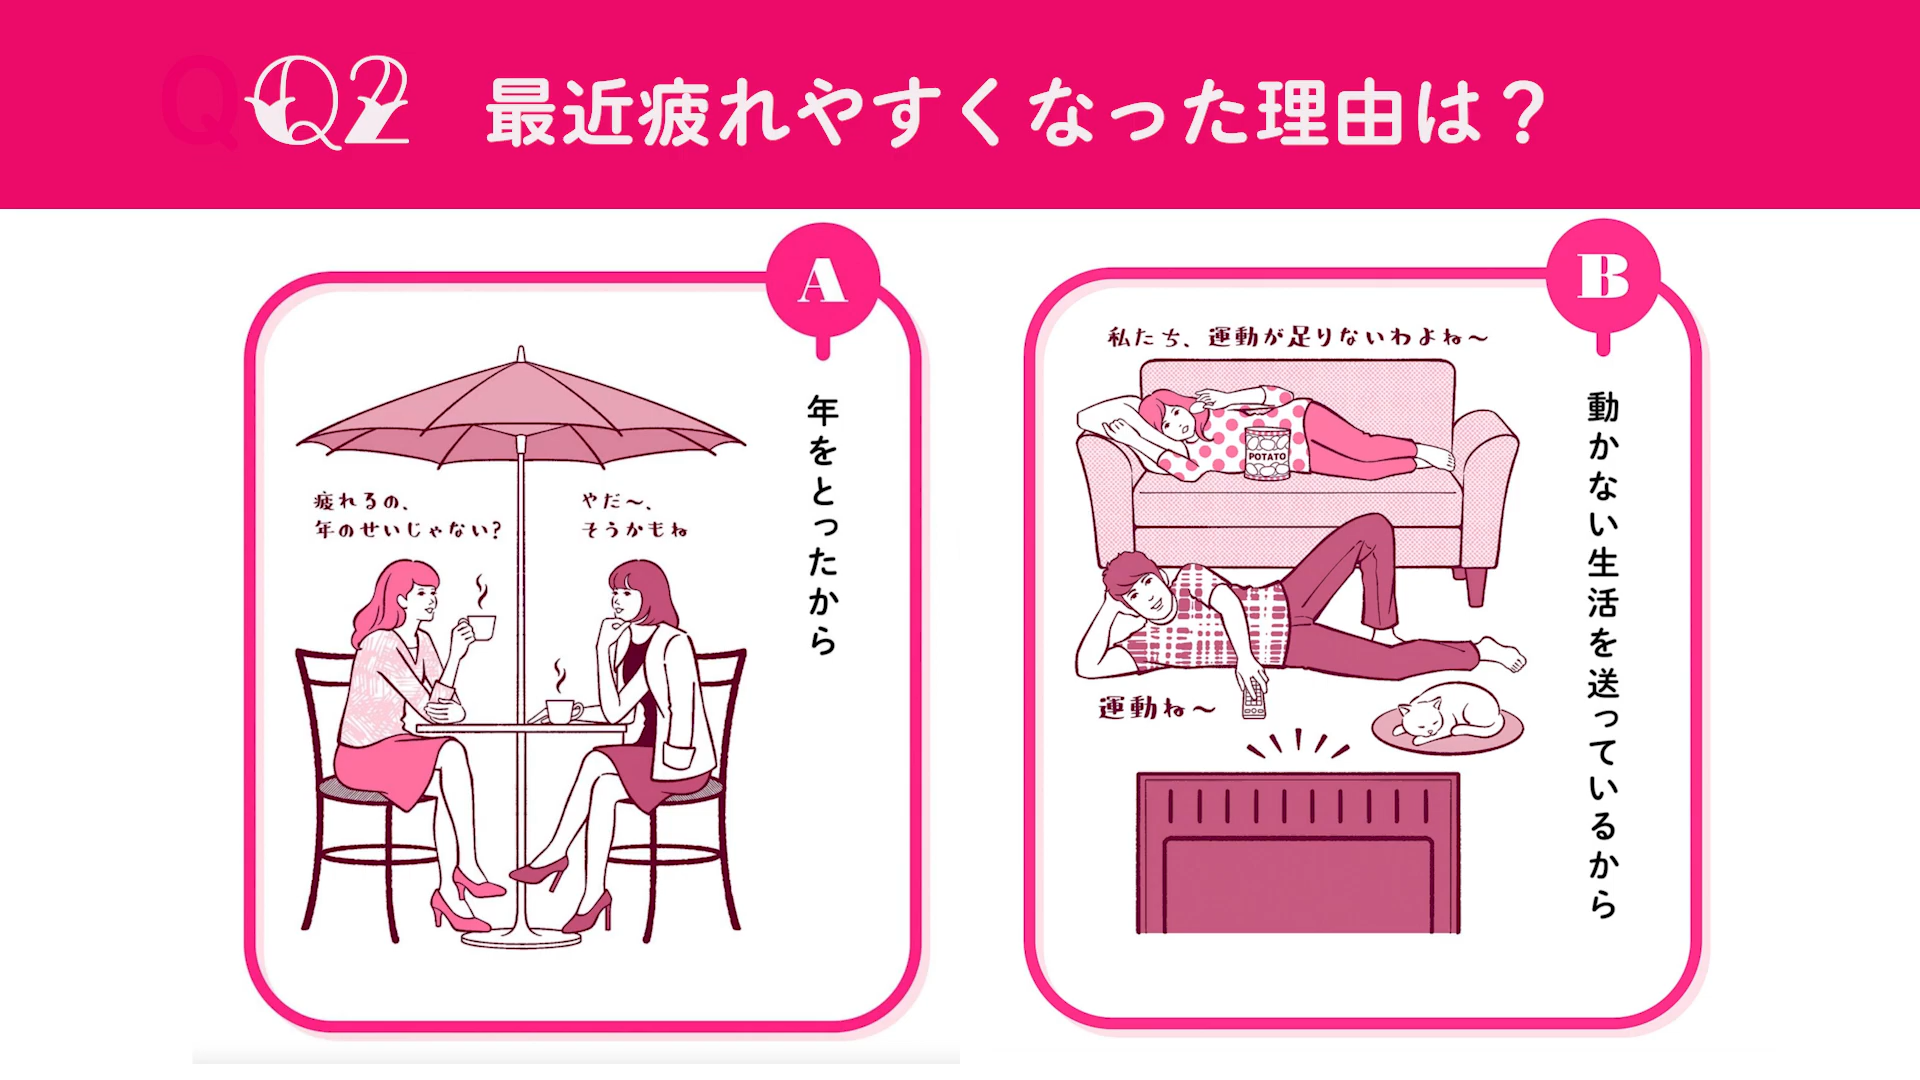 Q2 最近疲れやすくなった理由は？
A
年をとったから
疲れるの、
年のせいじゃない?
やだ〜、
そうかもね
B
動かない生活を送っているから
私たち、運動が足りないわよね〜
POTATO
運動ね〜